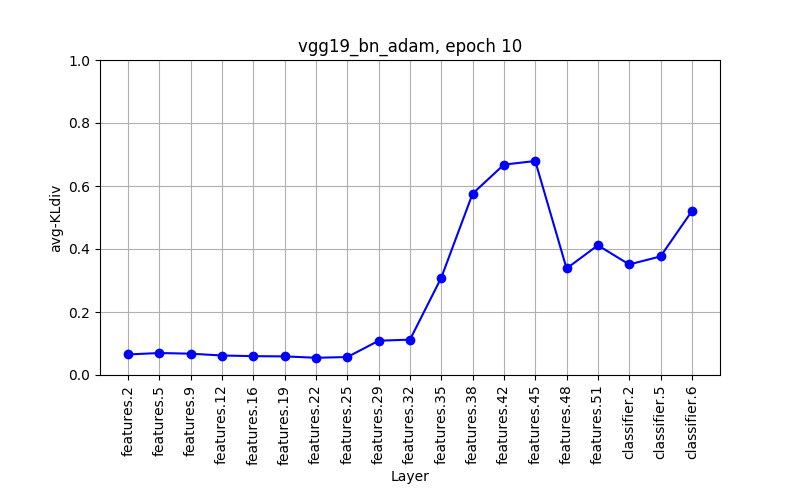 vgg19_bn_adam, epoch 10
1.0
0.8
0.6
0.4
0.2
0.0
avg-KLdiv
features.2
features.5
features.9
features.12
features.16
features.19
features.22
features.25
features.29
features.32
features.35
features.38
features.42
features.45
features.48
features.51
classifier.2
classifier.5
classifier.6
Layer